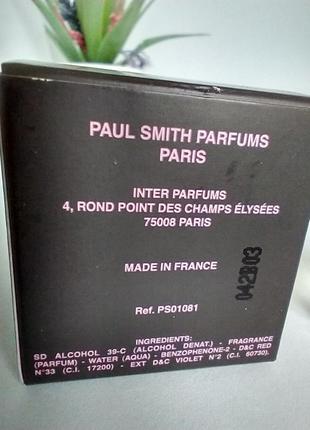 PAUL SMITH PARFUMS
PARIS
INTER PARFUMS
4, ROND POINT DES CHAMPS ÉLYSÉES
75008 PARIS
MADE IN FRANCE
042B03
Ref. PS01081
INGREDIENTS:
SD ALCOHOL 39-C (ALCOHOL DENAT.) - FRAGRANCE
(PARFUM) - WATER (AQUA) - BENZOPHENONE-2 - D&C RED
N°33 (C.I. 17200) - EXT D&C VIOLET N°2 (C.I. 60730).